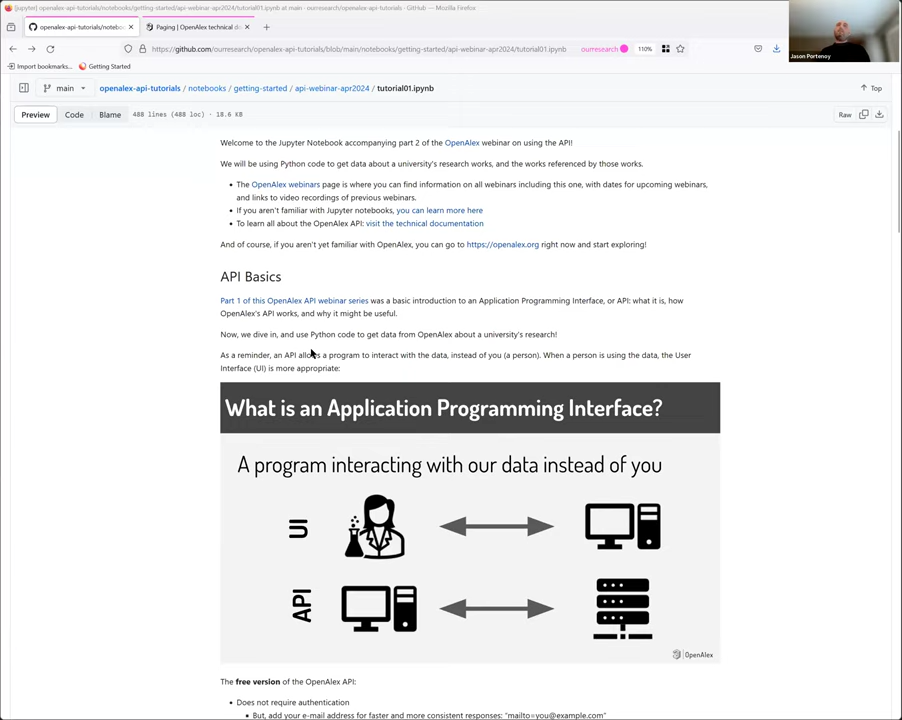 [jupyter] openalex-api-tutorials/notebooks/getting-started/api-webinar-apr2024/tutorial01.ipynb at main · ourresearch/openalex-api-tutorials · GitHub — Mozilla Firefox
openalex-api-tutorials/notebo
Paging | OpenAlex technical do
https://github.com/ourresearch/openalex-api-tutorials/blob/main/notebooks/getting-started/api-webinar-apr2024/tutorial01.ipynb
ourresearch
110%
Import bookmarks...
Getting Started
Jason Portenoy
main
openalex-api-tutorials / notebooks / getting-started / api-webinar-apr2024 / tutorial01.ipynb
Top
Preview
Code
Blame
488 lines (488 loc) · 18.6 KB
Raw
Welcome to the Jupyter Notebook accompanying part 2 of the OpenAlex webinar on using the API!
We will be using Python code to get data about a university's research works, and the works referenced by those works.
The OpenAlex webinars page is where you can find information on all webinars including this one, with dates for upcoming webinars,
and links to video recordings of previous webinars.
If you aren't familiar with Jupyter notebooks, you can learn more here
To learn all about the OpenAlex API: visit the technical documentation
And of course, if you aren't yet familiar with OpenAlex, you can go to https://openalex.org right now and start exploring!
API Basics
Part 1 of this OpenAlex API webinar series was a basic introduction to an Application Programming Interface, or API: what it is, how
OpenAlex's API works, and why it might be useful.
Now, we dive in, and use Python code to get data from OpenAlex about a university's research!
As a reminder, an API allows a program to interact with the data, instead of you (a person). When a person is using the data, the User
Interface (UI) is more appropriate:
What is an Application Programming Interface?
A program interacting with our data instead of you
UI
API
OpenAlex
The free version of the OpenAlex API:
Does not require authentication
But, add your e-mail address for faster and more consistent responses: "mailto=you@example.com"